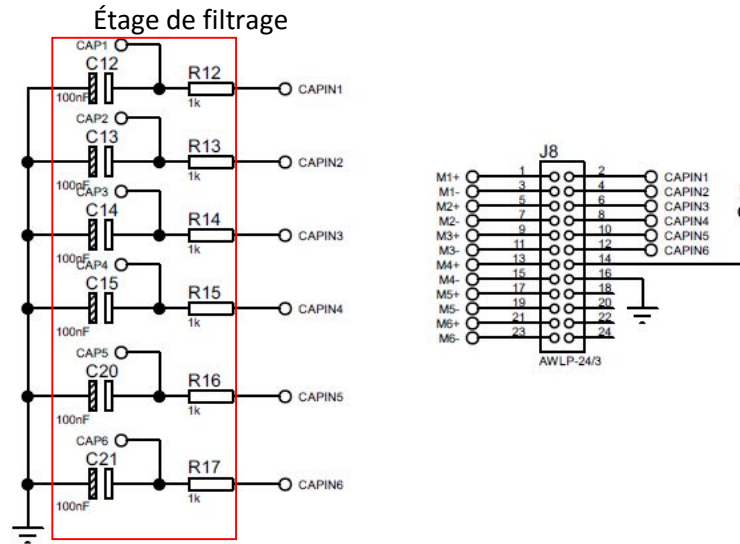 Étage de filtrage
CAP1
C12
100nF
R12
1k
CAPIN1
CAP2
C13
100nF
R13
1k
CAPIN2
CAP3
C14
100nF
R14
1k
CAPIN3
CAP4
C15
100nF
R15
1k
CAPIN4
CAP5
C20
100nF
R16
1k
CAPIN5
CAP6
C21
100nF
R17
1k
CAPIN6
J8
M1+ 1 2 CAPIN1
M1- 3 4 CAPIN2
M2+ 5 6 CAPIN3
M2- 7 8 CAPIN4
M3+ 9 10 CAPIN5
M3- 11 12 CAPIN6
M4+ 13 14
M4- 15 16
M5+ 17 18
M5- 19 20
M6+ 21 22
M6- 23 24
AWLP-24/3